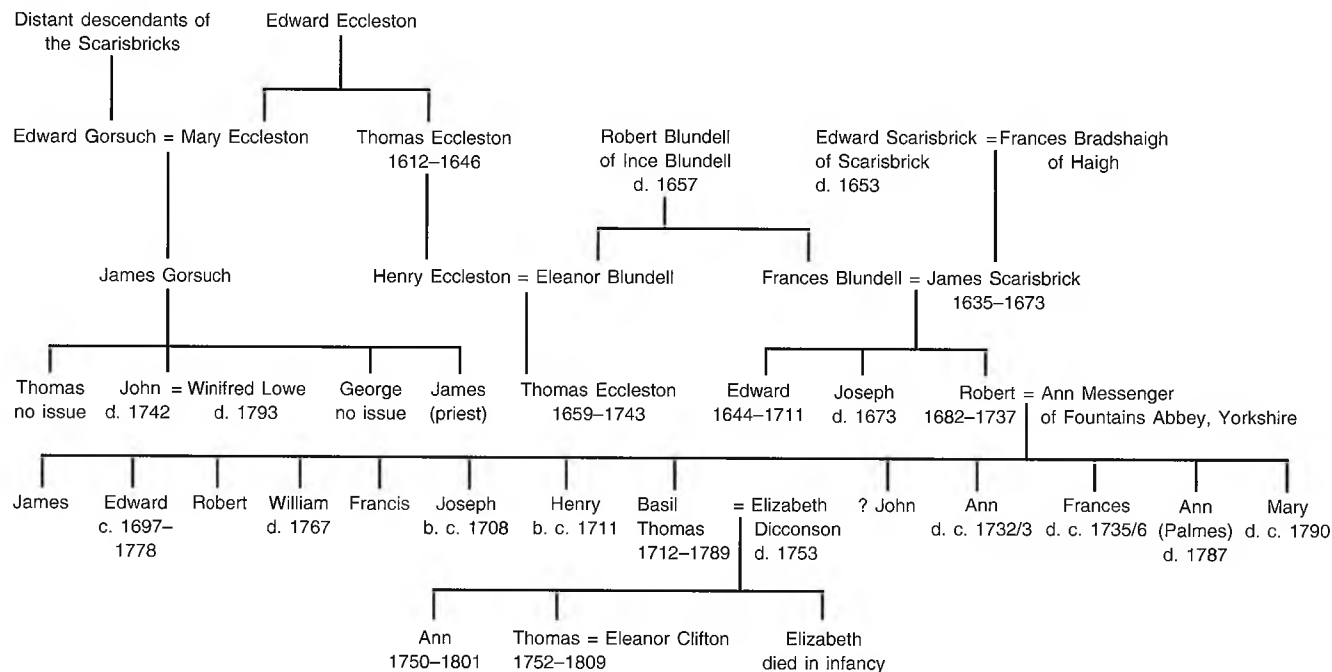 Distant descendants of
the Scarisbricks
Edward Eccleston
Edward Gorsuch = Mary Eccleston
Thomas Eccleston
1612–1646
Robert Blundell
of Ince Blundell
d. 1657
Edward Scarisbrick = Frances Bradshaigh
of Scarisbrick of Haigh
d. 1653
James Gorsuch
Henry Eccleston = Eleanor Blundell
Frances Blundell = James Scarisbrick
1635–1673
Thomas
no issue
John = Winifred Lowe
d. 1742 d. 1793
George
no issue
James
(priest)
Thomas Eccleston
1659–1743
Edward
1644–1711
Joseph
d. 1673
Robert = Ann Messenger
1682–1737 of Fountains Abbey, Yorkshire
James
Edward
c. 1697–
1778
Robert
William
d. 1767
Francis
Joseph
b. c. 1708
Henry
b. c. 1711
Basil = Elizabeth
Thomas Dicconson
1712–1789 d. 1753
? John
Ann
d. c. 1732/3
Frances
d. c. 1735/6
Ann
(Palmes)
d. 1787
Mary
d. c. 1790
Ann
1750–1801
Thomas = Eleanor Clifton
1752–1809
Elizabeth
died in infancy